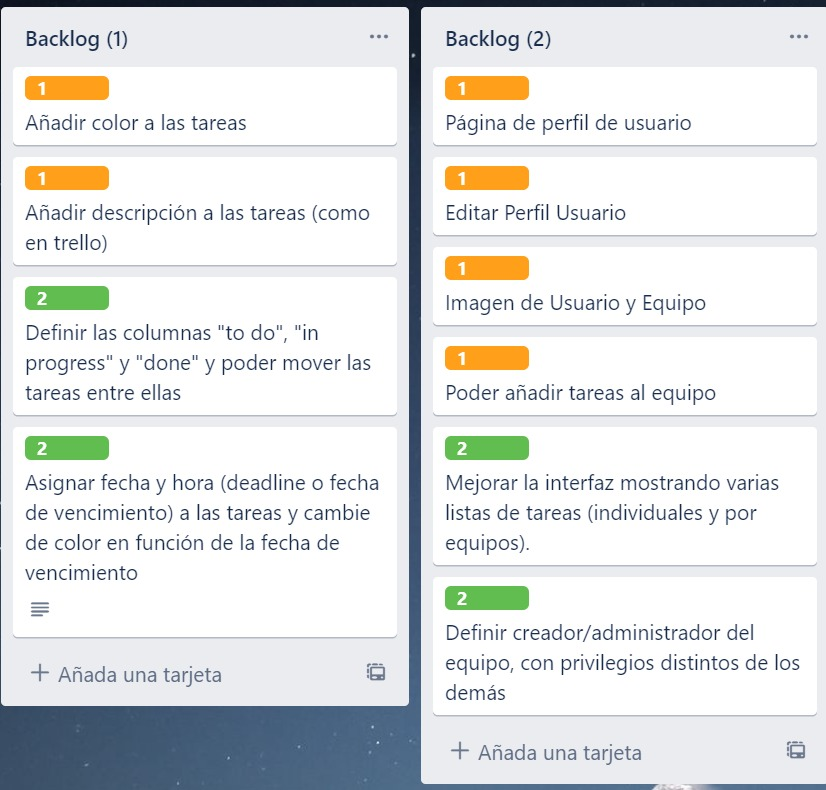 Backlog (1)
1
Añadir color a las tareas
1
Añadir descripción a las tareas (como
en trello)
2
Definir las columnas "to do", "in
progress" y "done" y poder mover las
tareas entre ellas
2
Asignar fecha y hora (deadline o fecha
de vencimiento) a las tareas y cambie
de color en función de la fecha de
vencimiento
Añada una tarjeta
Backlog (2)
1
Página de perfil de usuario
1
Editar Perfil Usuario
1
Imagen de Usuario y Equipo
1
Poder añadir tareas al equipo
2
Mejorar la interfaz mostrando varias
listas de tareas (individuales y por
equipos).
2
Definir creador/administrador del
equipo, con privilegios distintos de los
demás
Añada una tarjeta